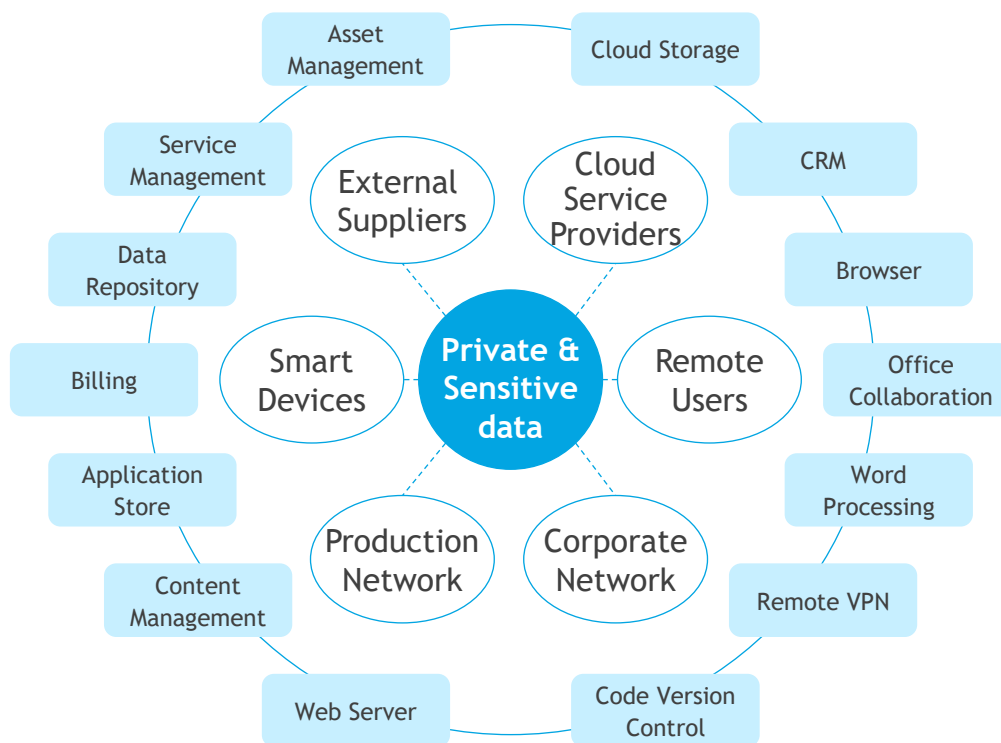 Asset
Management
Cloud Storage
Service
Management
External
Suppliers
Cloud
Service
Providers
CRM
Data
Repository
Browser
Billing
Smart
Devices
Private &
Sensitive
data
Remote
Users
Office
Collaboration
Application
Store
Word
Processing
Production
Network
Corporate
Network
Content
Management
Remote VPN
Web Server
Code Version
Control